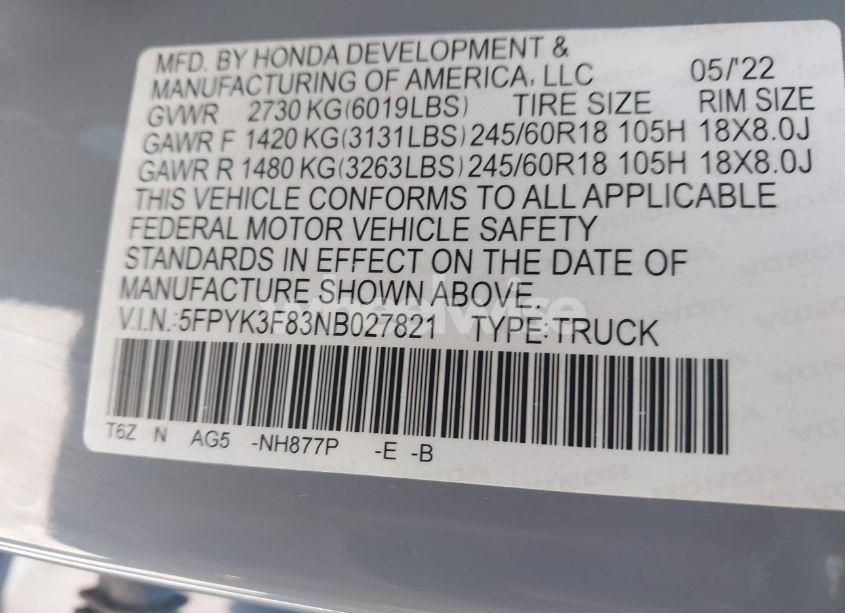 MFD. BY HONDA DEVELOPMENT &
MANUFACTURING OF AMERICA, LLC 05/'22
GVWR 2730 KG(6019LBS) TIRE SIZE RIM SIZE
GAWR F 1420 KG(3131LBS) 245/60R18 105H 18X8.0J
GAWR R 1480 KG(3263LBS) 245/60R18 105H 18X8.0J
THIS VEHICLE CONFORMS TO ALL APPLICABLE
FEDERAL MOTOR VEHICLE SAFETY
STANDARDS IN EFFECT ON THE DATE OF
MANUFACTURE SHOWN ABOVE.
V.I.N.:5FPYK3F83NB027821 TYPE:TRUCK
T6Z N AG5 -NH877P -E -B